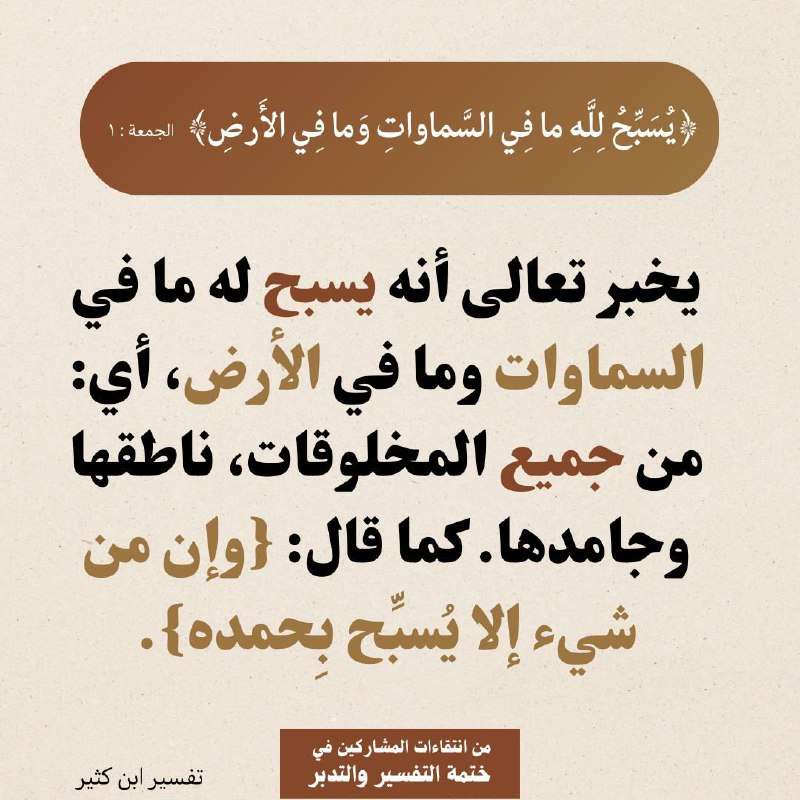 ﴿يُسَبِّحُ لِلَّهِ ما فِي السَّماواتِ وَما فِي الأَرضِ﴾ الجمعة : ١
يخبر تعالى أنه يسبح له ما في
السماوات وما في الأرض، أي:
من جميع المخلوقات، ناطقها
وجامدها. كما قال: {وإن من
شيء إلا يُسبِّح بِحمده}.
من انتقاءات المشاركين في
ختمة التفسير والتدبر
تفسير ابن كثير